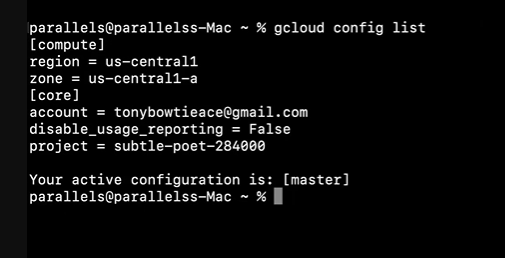 parallels@parallelss-Mac ~ % gcloud config list
[compute]
region = us-central1
zone = us-central1-a
[core]
account = tonybowtieace@gmail.com
disable_usage_reporting = False
project = subtle-poet-284000

Your active configuration is: [master]
parallels@parallelss-Mac ~ %